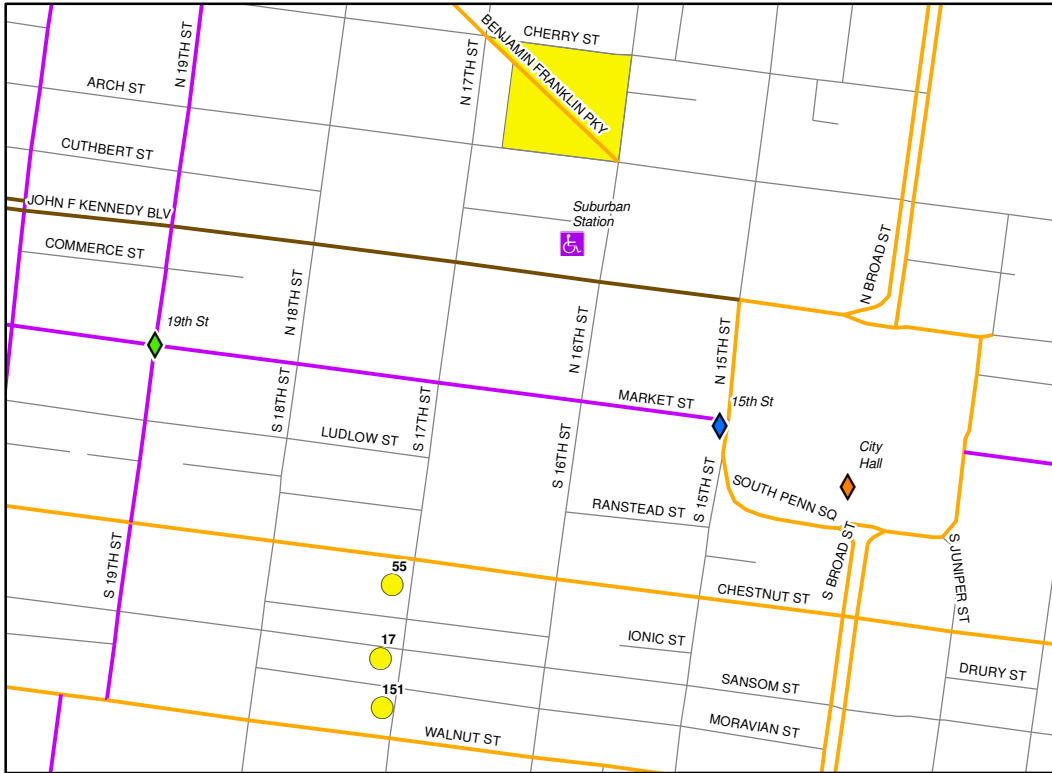 CHERRY ST
BENJAMIN FRANKLIN PKY
N 19TH ST
N 17TH ST
ARCH ST
CUTHBERT ST
JOHN F KENNEDY BLV
Suburban
Station
COMMERCE ST
N BROAD ST
N 18TH ST
19th St
N 16TH ST
N 15TH ST
MARKET ST
15th St
S 18TH ST
S 17TH ST
LUDLOW ST
City
Hall
S 16TH ST
S 15TH ST
SOUTH PENN SQ
RANSTEAD ST
S 19TH ST
S BROAD ST
S JUNIPER ST
55
CHESTNUT ST
17
IONIC ST
DRURY ST
SANSOM ST
151
MORAVIAN ST
WALNUT ST